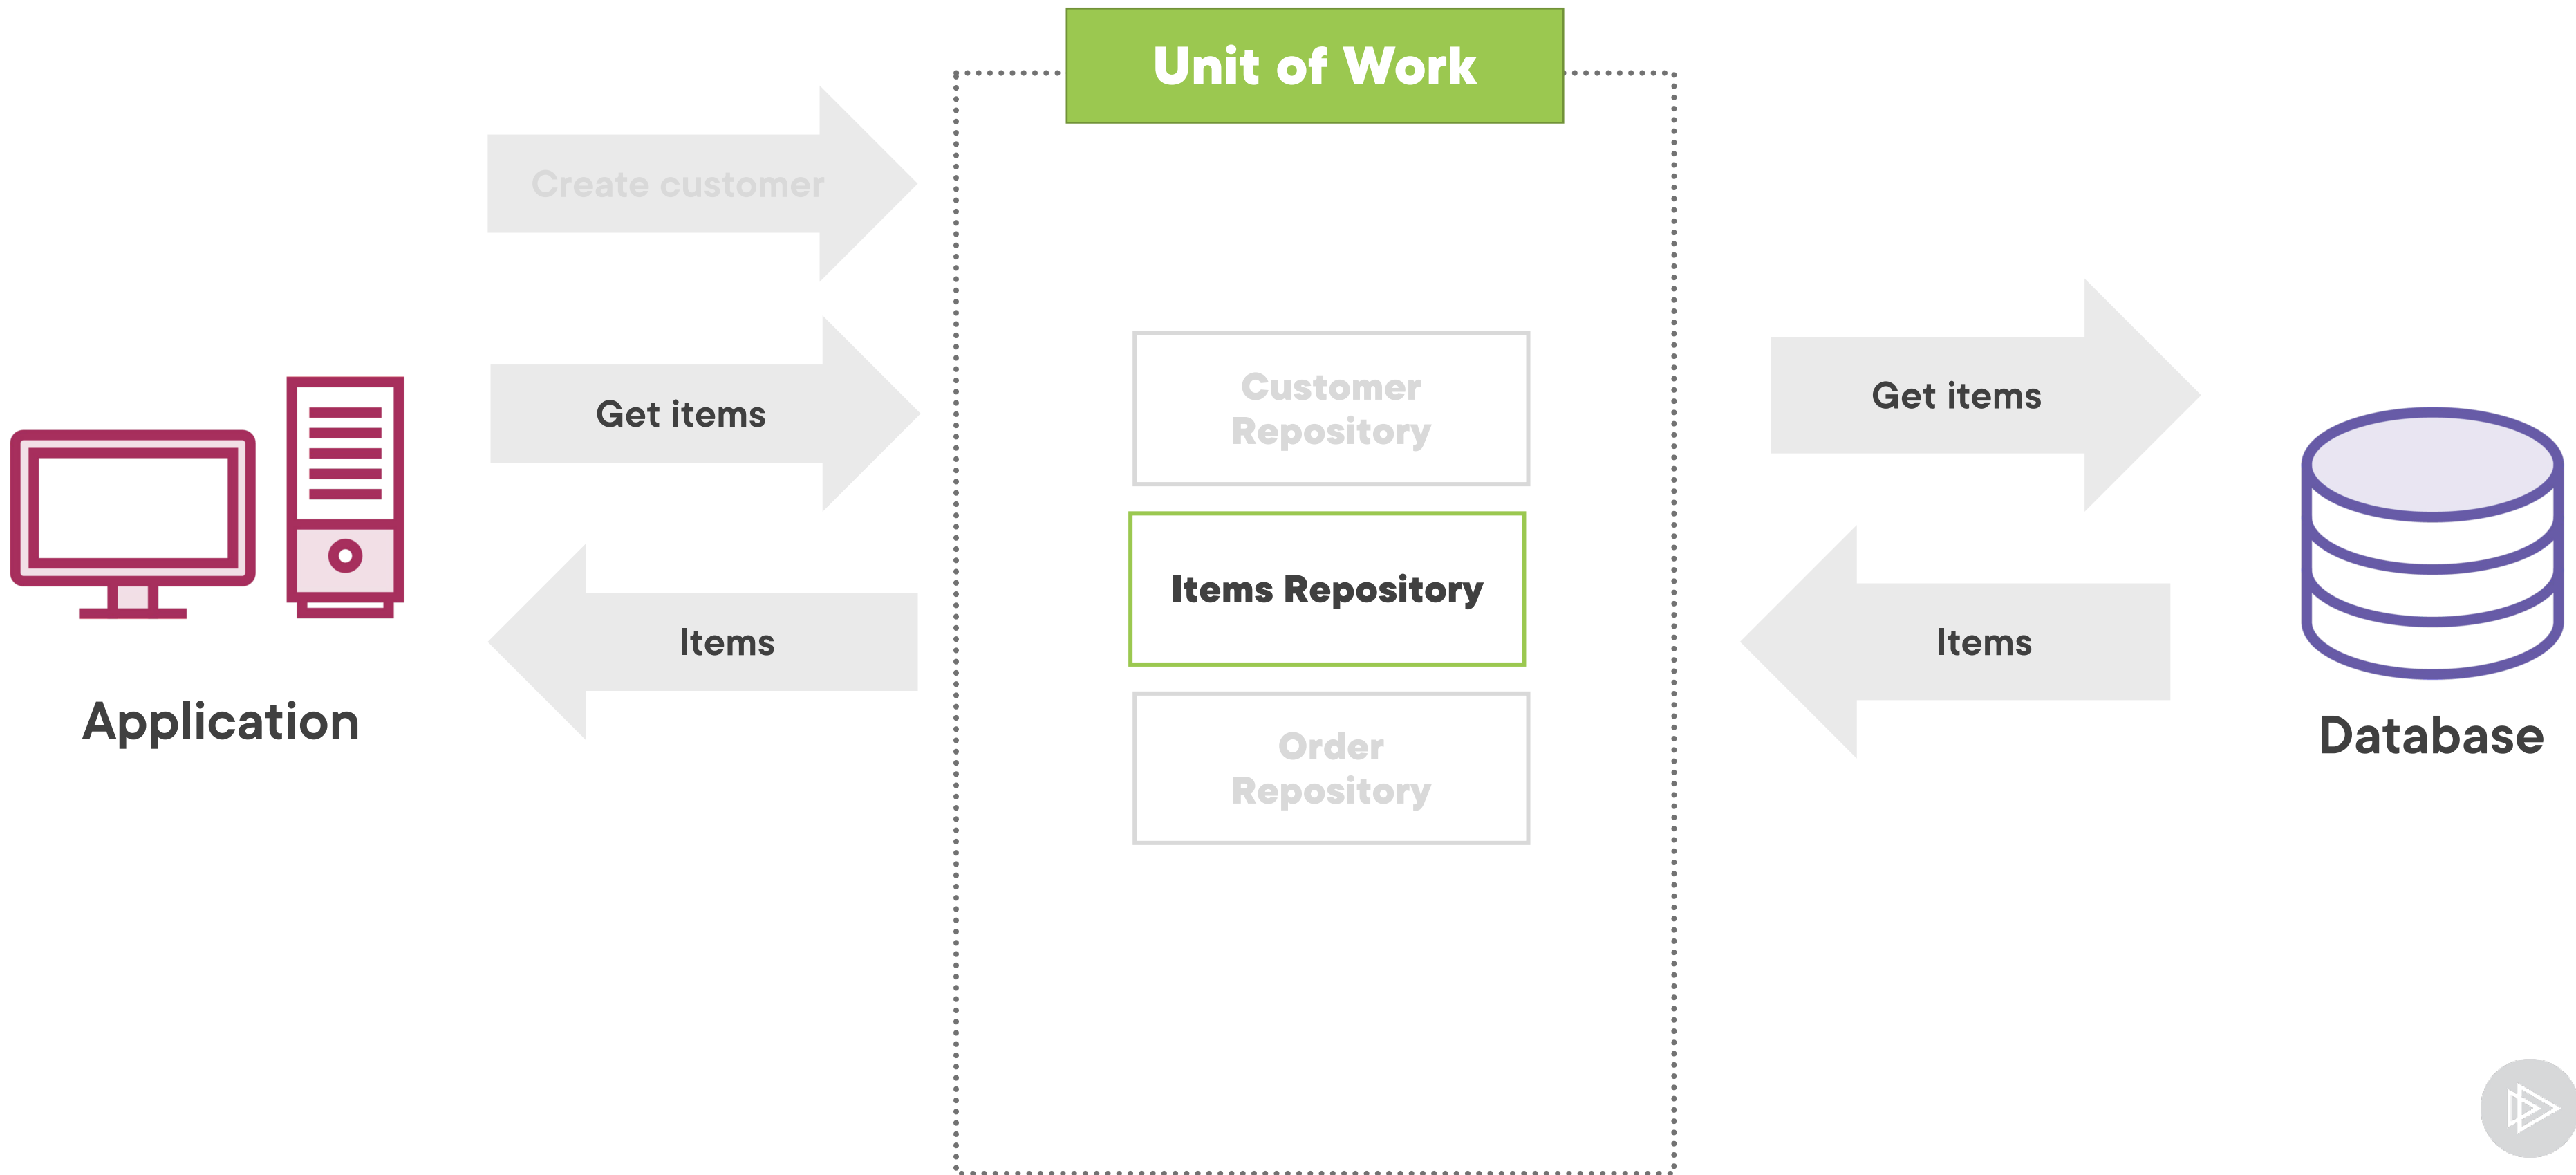 Unit of Work
Create customer
Get items
Items
Application
Customer
Repository
Items Repository
Order
Repository
Get items
Items
Database